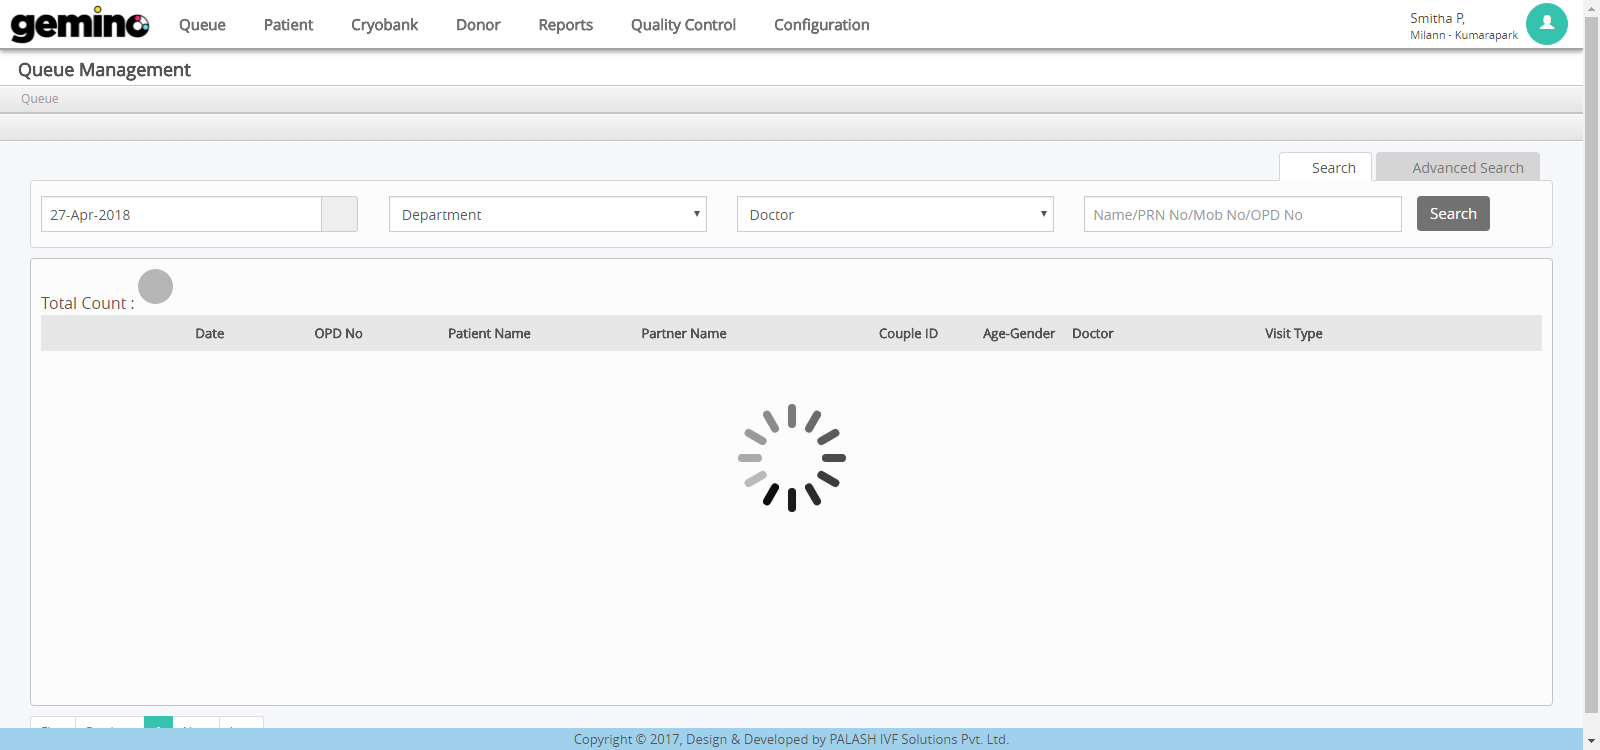 gemino Queue Patient Cryobank Donor Reports Quality Control Configuration
Smitha P,
Milann - Kumarapark
Queue Management
Queue
Search Advanced Search
27-Apr-2018 Department Doctor Name/PRN No/Mob No/OPD No Search
Total Count :
Date OPD No Patient Name Partner Name Couple ID Age-Gender Doctor Visit Type
Copyright © 2017, Design & Developed by PALASH IVF Solutions Pvt. Ltd.